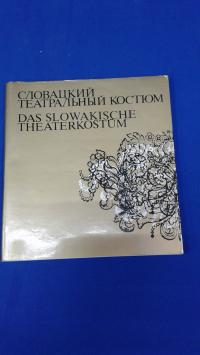 СЛОВАЦКИЙ
ТЕАТРАЛЬНЫЙ КОСТЮМ
DAS SLOWAKISCHE
THEATERKOSTÜM